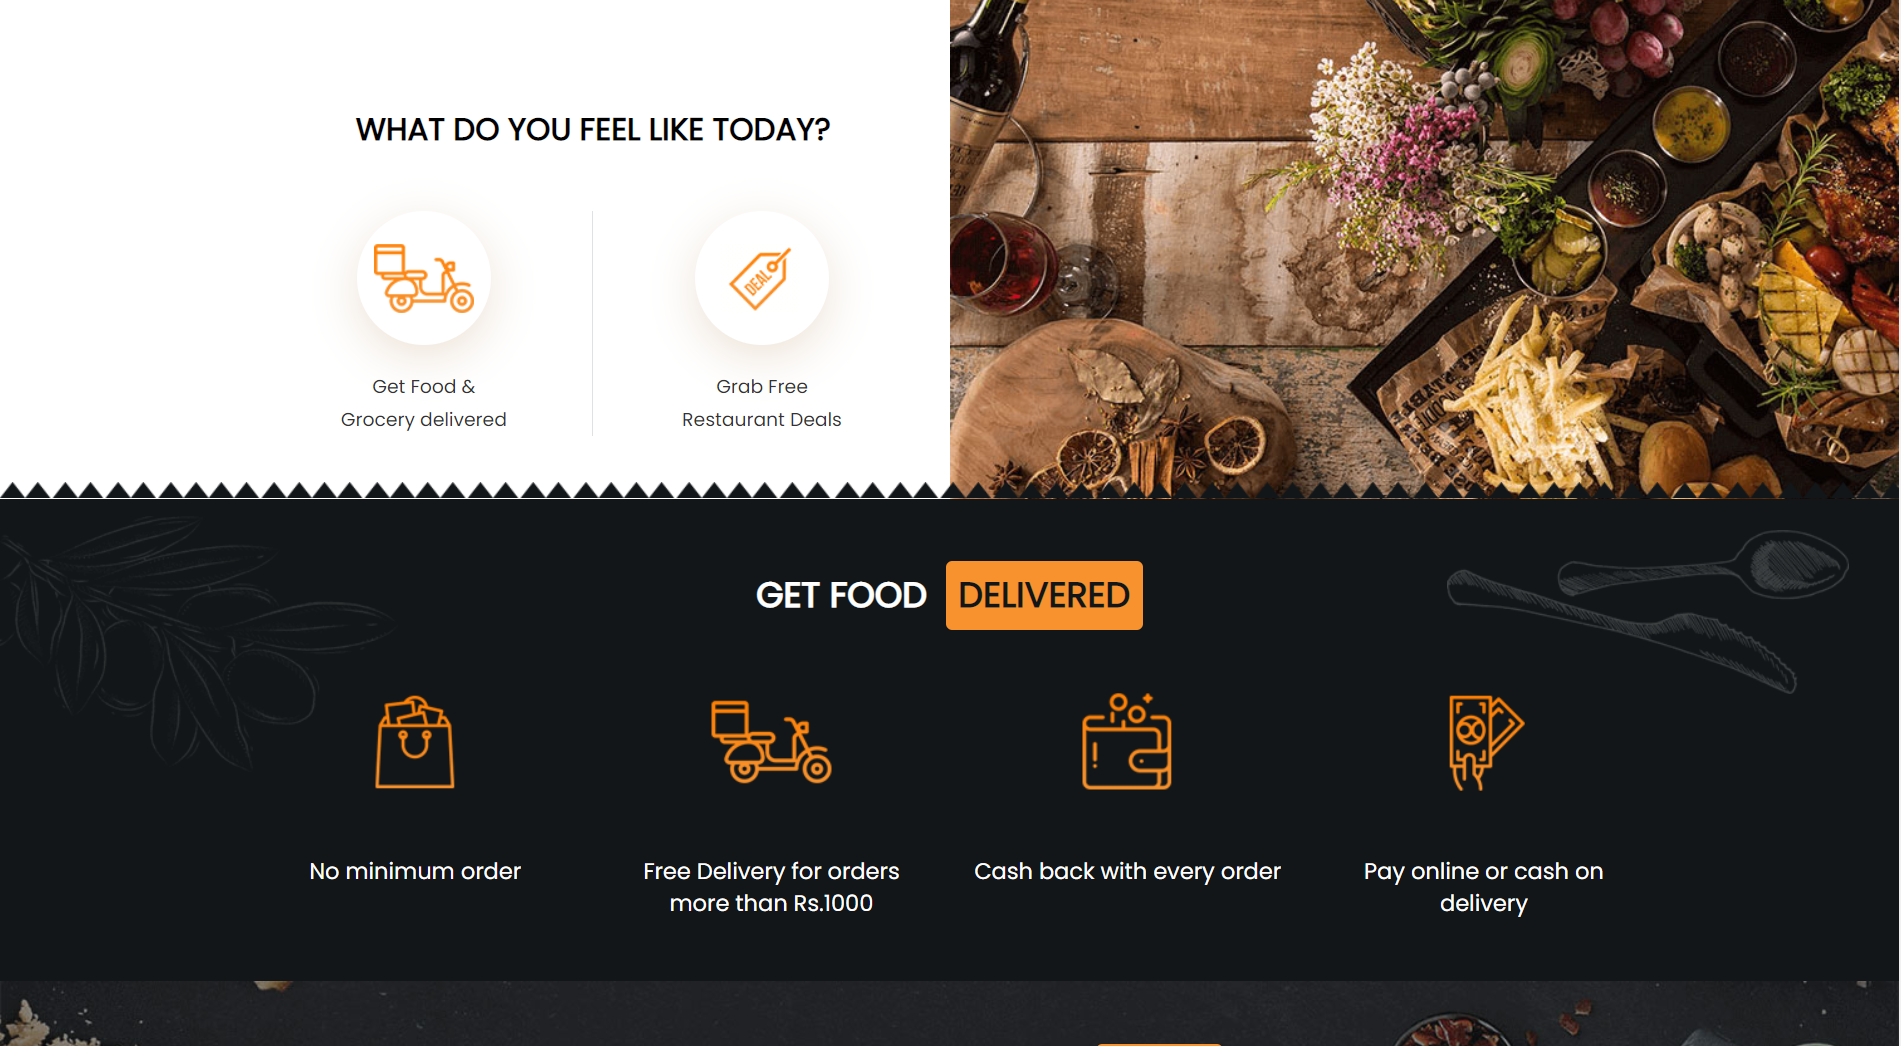 WHAT DO YOU FEEL LIKE TODAY?
DEAL
Get Food &
Grocery delivered
Grab Free
Restaurant Deals
GET FOOD DELIVERED
No minimum order
Free Delivery for orders
more than Rs.1000
Cash back with every order
Pay online or cash on
delivery